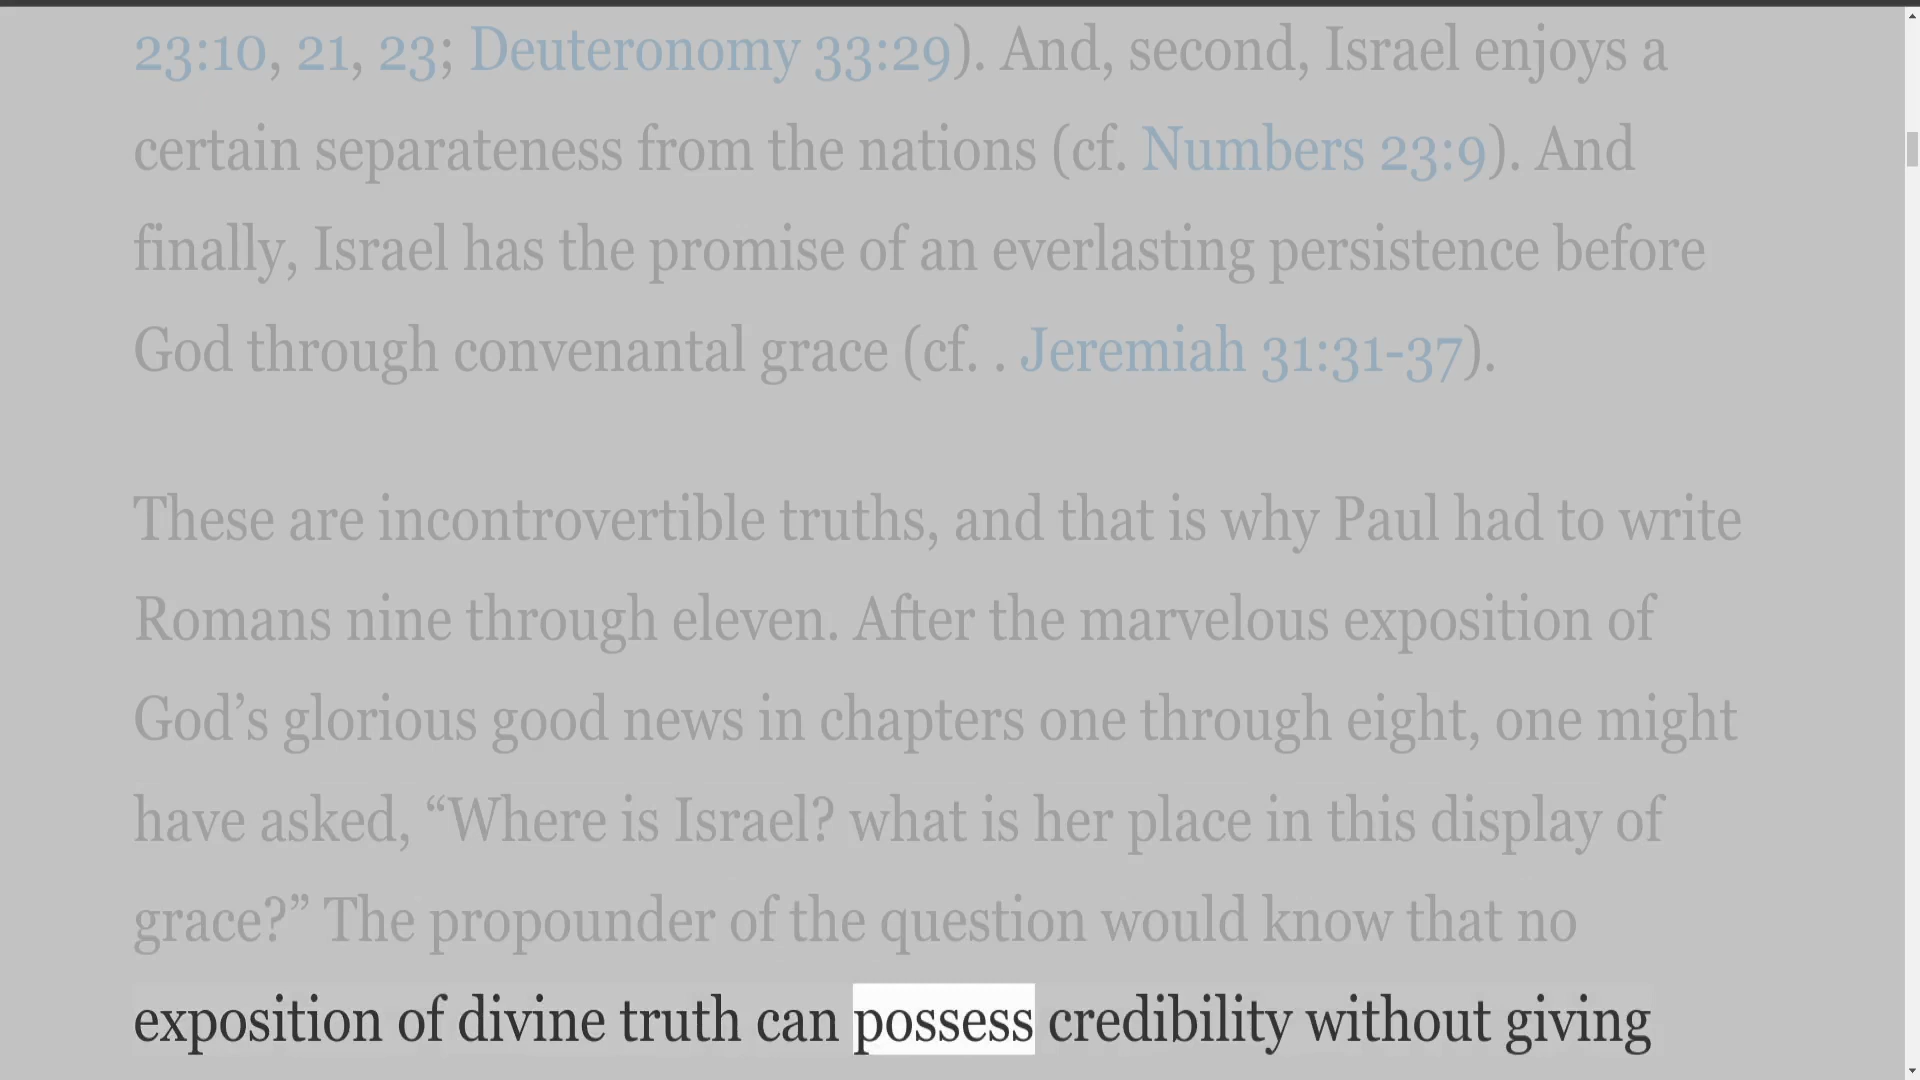 23:10, 21, 23; Deuteronomy 33:29). And, second, Israel enjoys a
certain separateness from the nations (cf. Numbers 23:9). And
finally, Israel has the promise of an everlasting persistence before
God through convenantal grace (cf. . Jeremiah 31:31-37).
These are incontrovertible truths, and that is why Paul had to write
Romans nine through eleven. After the marvelous exposition of
God’s glorious good news in chapters one through eight, one might
have asked, “Where is Israel? what is her place in this display of
grace?” The propounder of the question would know that no
exposition of divine truth can possess credibility without giving